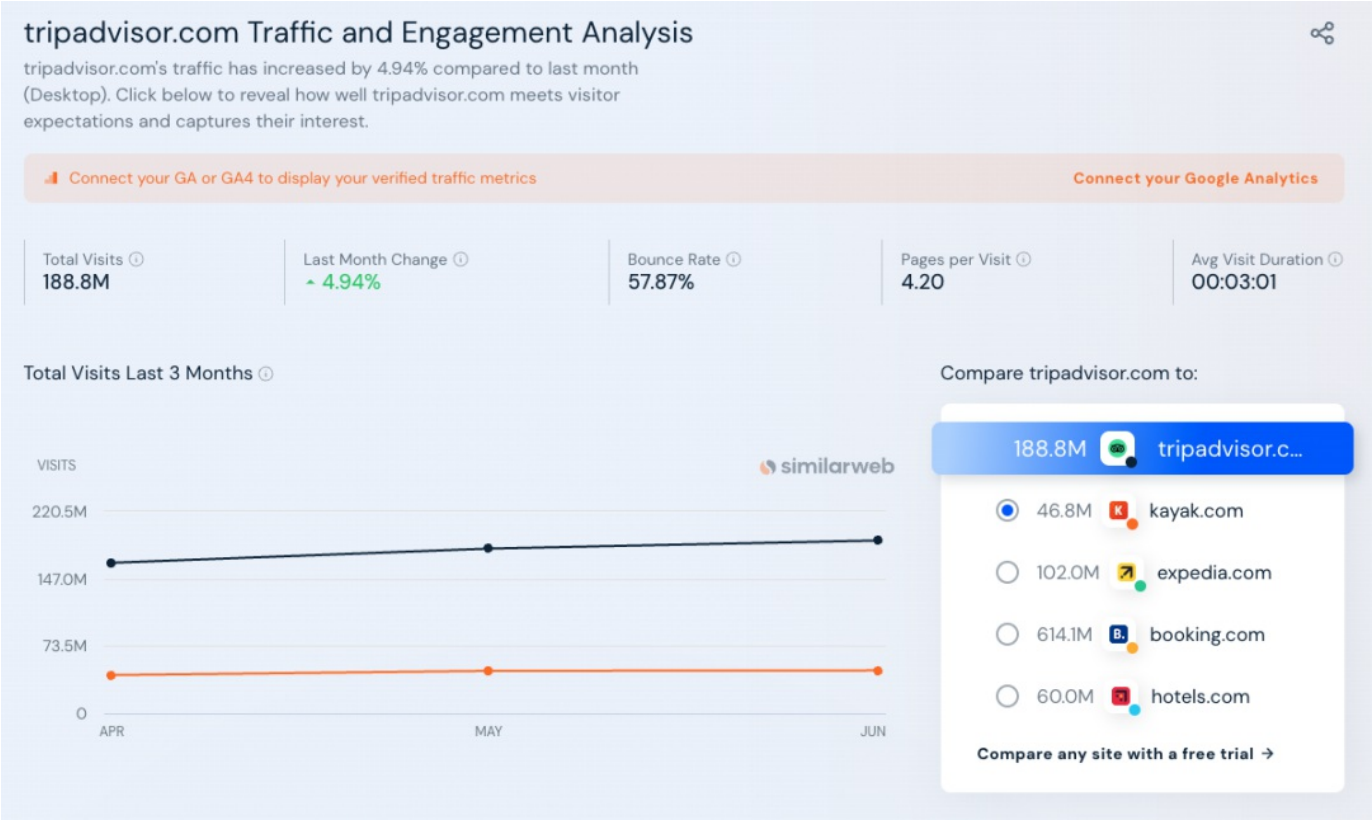 tripadvisor.com Traffic and Engagement Analysis
tripadvisor.com's traffic has increased by 4.94% compared to last month
(Desktop). Click below to reveal how well tripadvisor.com meets visitor
expectations and captures their interest.
Connect your GA or GA4 to display your verified traffic metrics
Connect your Google Analytics
Total Visits
188.8M
Last Month Change
4.94%
Bounce Rate
57.87%
Pages per Visit
4.20
Avg Visit Duration
00:03:01
Total Visits Last 3 Months
VISITS
similarweb
220.5M
147.0M
73.5M
0
APR
MAY
JUN
Compare tripadvisor.com to:
188.8M tripadvisor.c...
46.8M K kayak.com
102.0M expedia.com
614.1M B. booking.com
60.0M hotels.com
Compare any site with a free trial →